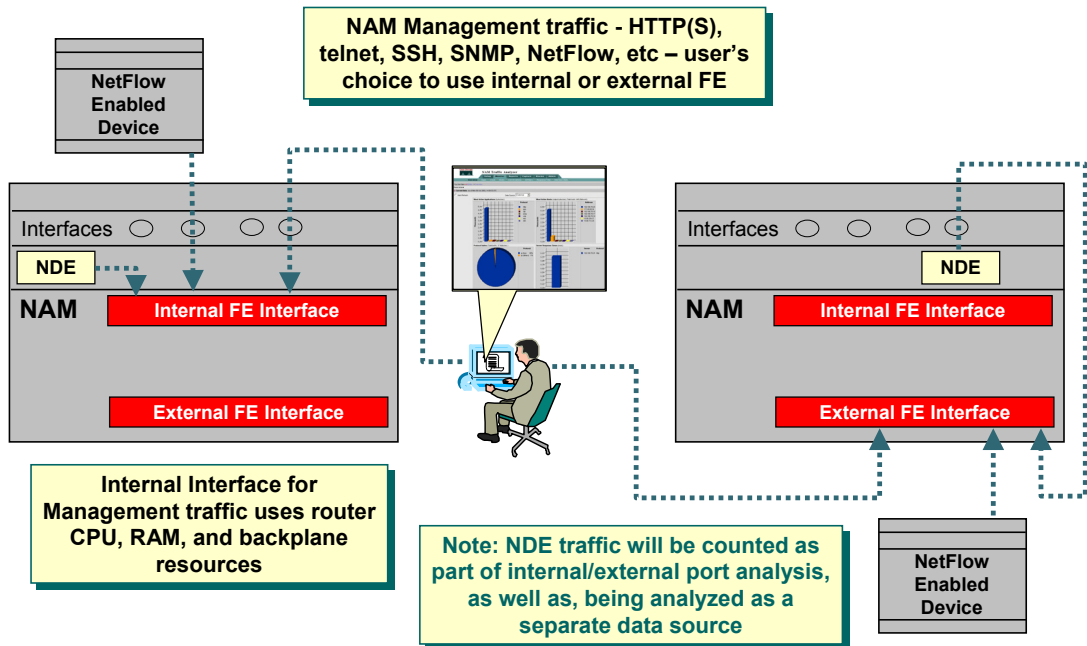 NAM Management traffic - HTTP(S),
telnet, SSH, SNMP, NetFlow, etc – user's
choice to use internal or external FE
NetFlow
Enabled
Device
Interfaces
NDE
NAM
Internal FE Interface
External FE Interface
Interfaces
NDE
NAM
Internal FE Interface
External FE Interface
Internal Interface for
Management traffic uses router
CPU, RAM, and backplane
resources
Note: NDE traffic will be counted as
part of internal/external port analysis,
as well as, being analyzed as a
separate data source
NetFlow
Enabled
Device